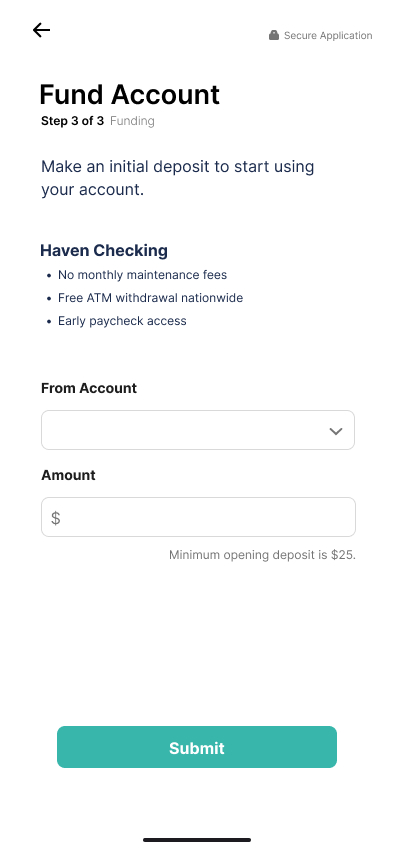 Secure Application
Fund Account
Step 3 of 3 Funding
Make an initial deposit to start using
your account.
Haven Checking
• No monthly maintenance fees
• Free ATM withdrawal nationwide
• Early paycheck access
From Account
Amount
$
Minimum opening deposit is $25.
Submit